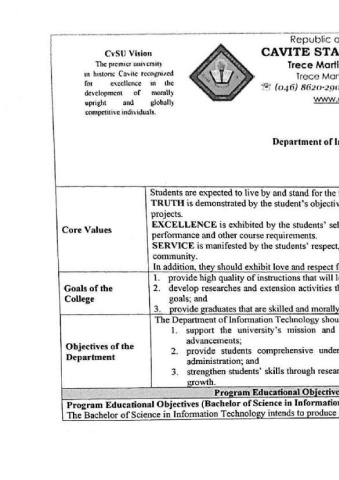 CvSU Vision
The premier university
in historic Cavite recognized
for excellence in the
development of morally
upright and globally
competitive individuals.
Republic o
CAVITE STA
Trece Marti
Trece Mar
(046) 8620-290
www.
Department of I
Core Values
Students are expected to live by and stand for the
TRUTH is demonstrated by the student's objectiv
projects.
EXCELLENCE is exhibited by the students' sel
performance and other course requirements.
SERVICE is manifested by the students' respect,
community.
In addition, they should exhibit love and respect f
Goals of the
College
1. provide high quality of instructions that will l
2. develop researches and extension activities t
goals; and
3. provide graduates that are skilled and morally
Objectives of the
Department
The Department of Information Technology shou
1. support the university's mission and
advancements;
2. provide students comprehensive under
administration; and
3. strengthen students' skills through resear
growth.
Program Educational Objective
Program Educational Objectives (Bachelor of Science in Informatio
The Bachelor of Science in Information Technology intends to produce